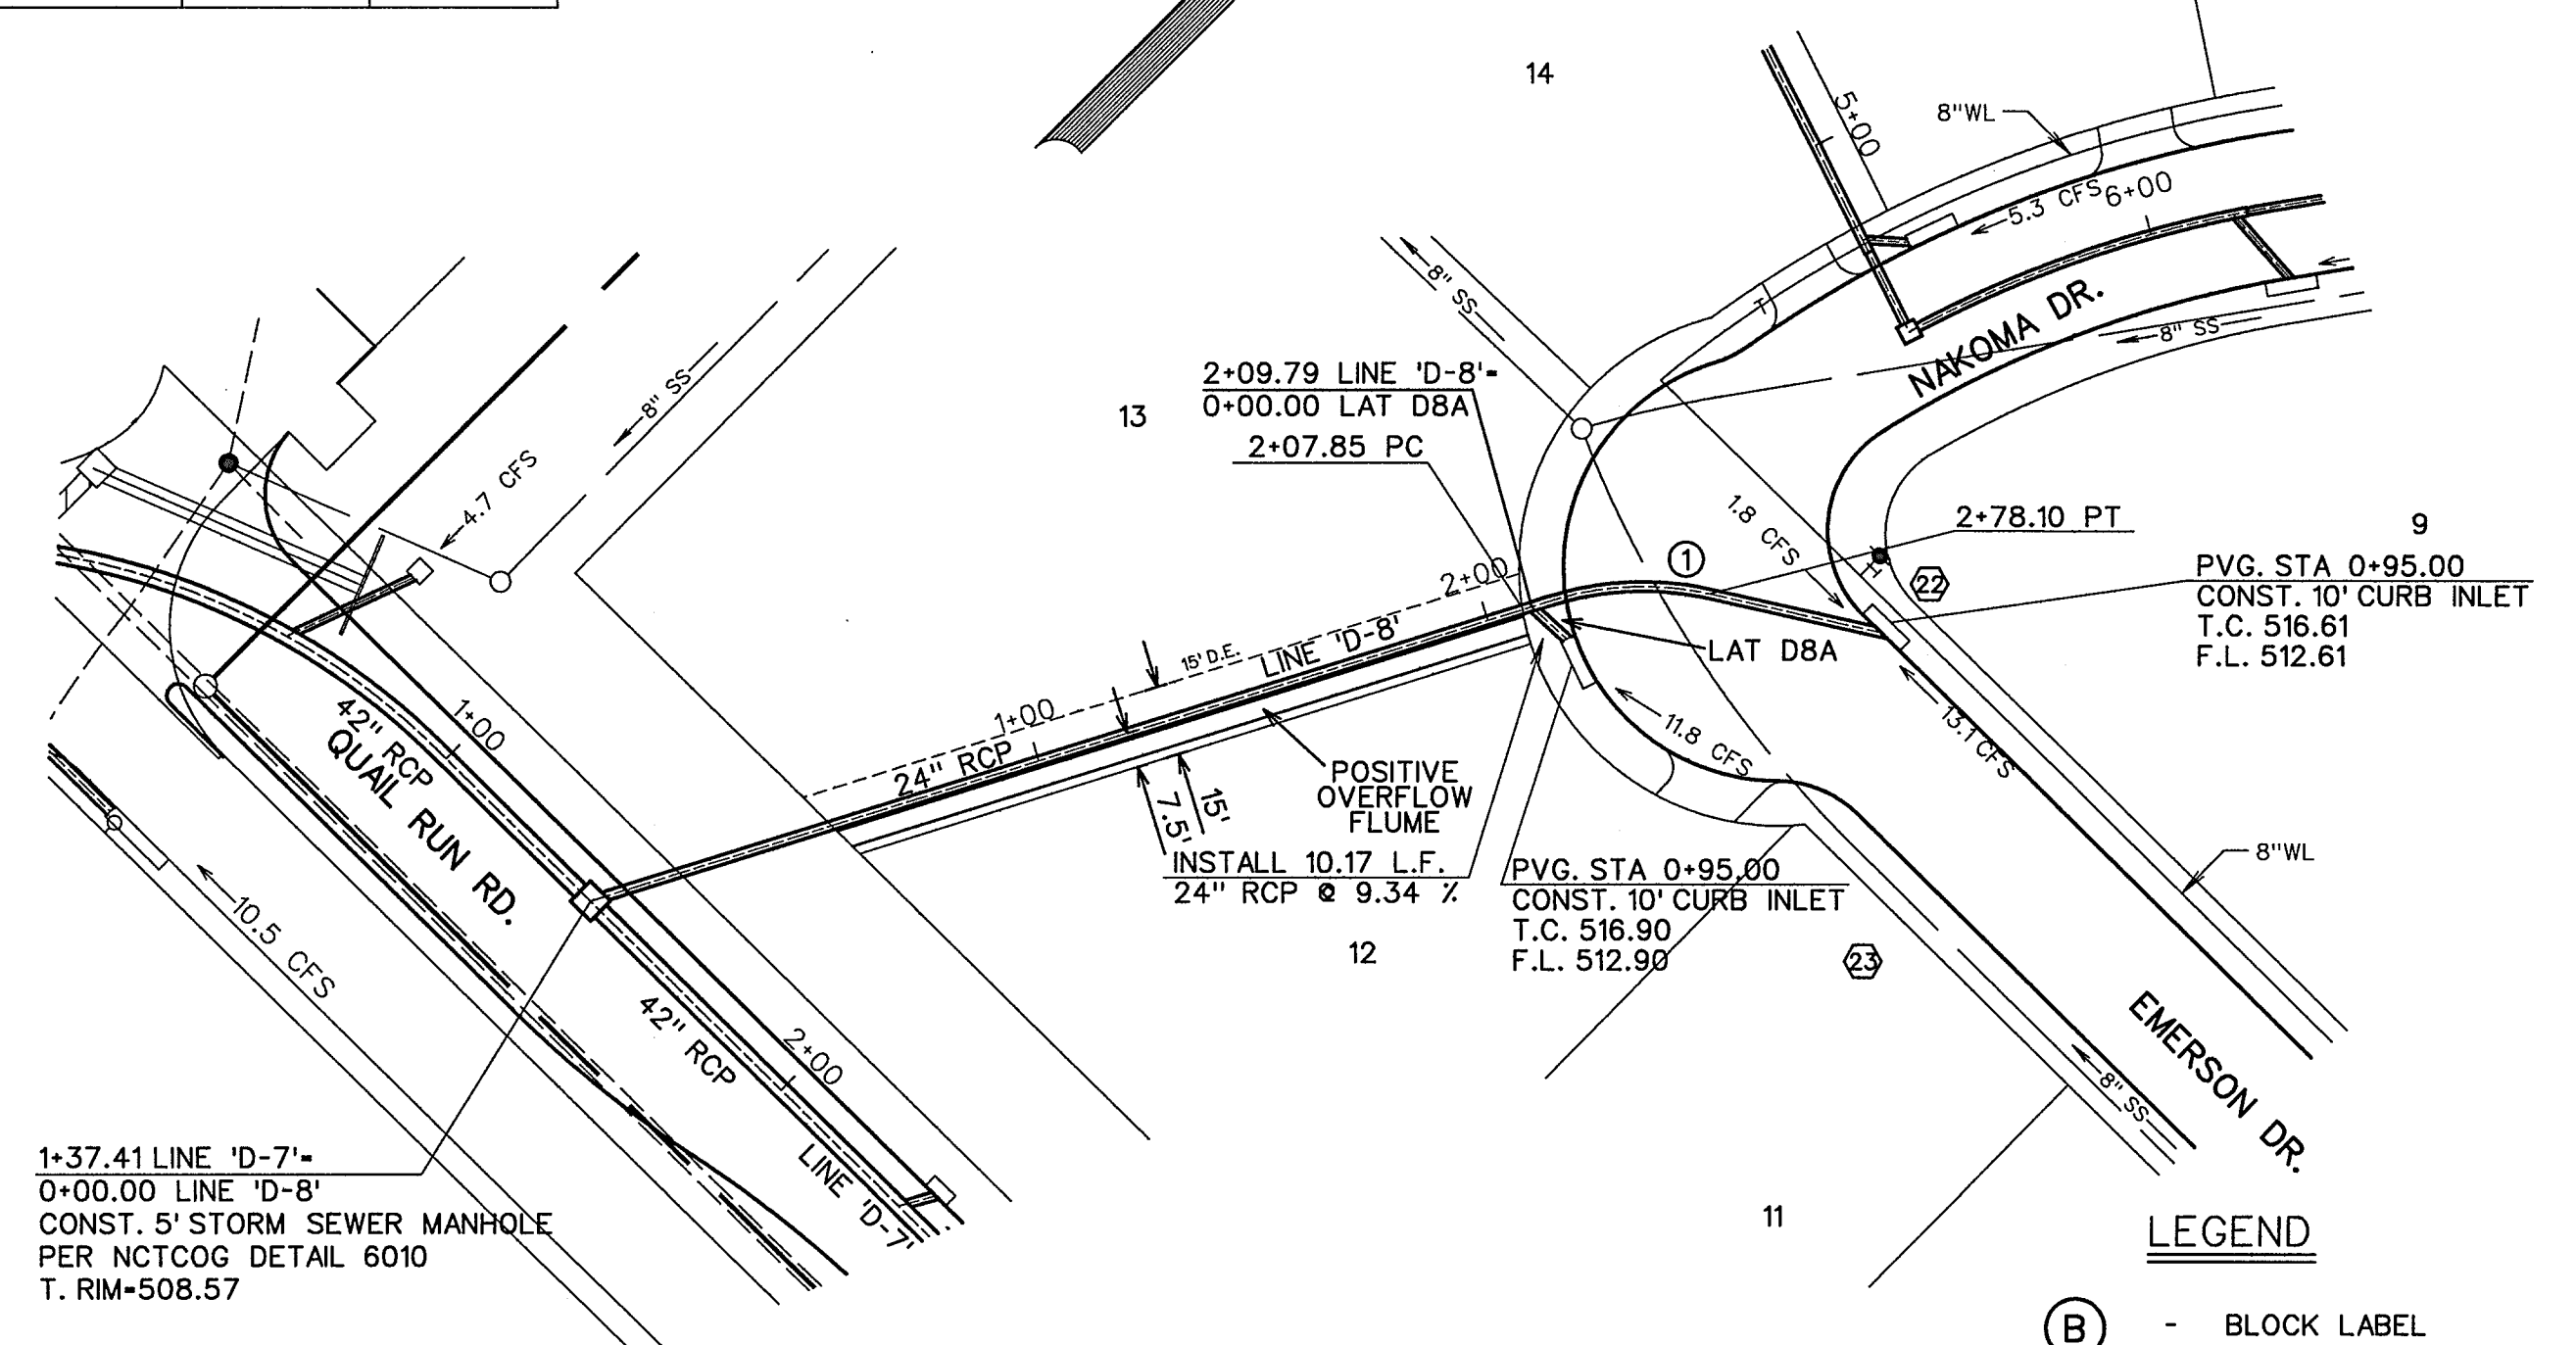 14
5+00
8"WL
5.3 CFS
6+00
8" SS
NAKOMA DR.
8" SS
8" SS
4.7 CFS
13
2+09.79 LINE 'D-8'=
0+00.00 LAT D8A
2+07.85 PC
1.8 CFS
2+78.10 PT
9
1
22
PVG. STA 0+95.00
CONST. 10' CURB INLET
T.C. 516.61
F.L. 512.61
2+00
LINE 'D-8'
15' D.E.
LAT D8A
1+00
24" RCP
11.8 CFS
13.1 CFS
42" RCP
QUAIL RUN RD.
1+00
POSITIVE
OVERFLOW
FLUME
15'
7.5'
INSTALL 10.17 L.F.
24" RCP @ 9.34 %
PVG. STA 0+95.00
CONST. 10' CURB INLET
T.C. 516.90
F.L. 512.90
8"WL
12
23
10.5 CFS
42" RCP
2+00
EMERSON DR.
8" SS
LINE 'D-7'
1+37.41 LINE 'D-7'=
0+00.00 LINE 'D-8'
CONST. 5' STORM SEWER MANHOLE
PER NCTCOG DETAIL 6010
T. RIM=508.57
11
LEGEND
B - BLOCK LABEL